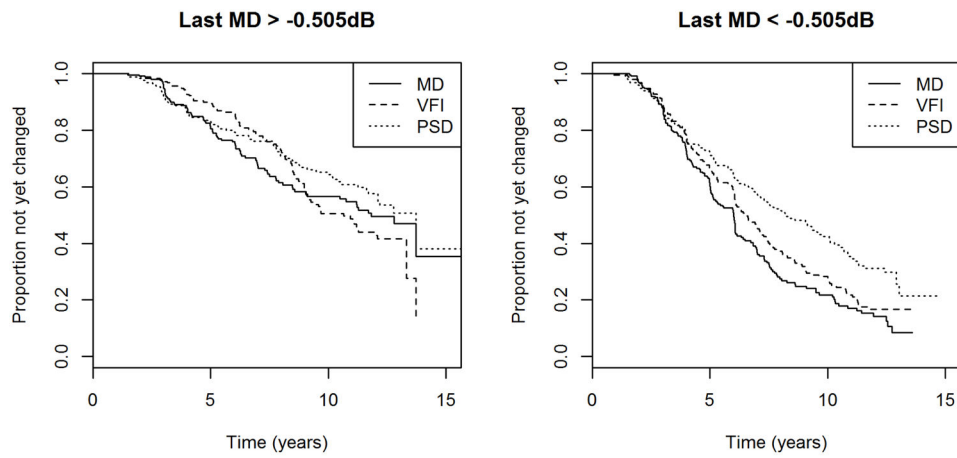 Last MD > -0.505dB
Proportion not yet changed
1.0
0.8
0.6
0.4
0.2
0.0
MD
VFI
PSD
0 5 10 15
Time (years)
Last MD < -0.505dB
Proportion not yet changed
1.0
0.8
0.6
0.4
0.2
0.0
MD
VFI
PSD
0 5 10 15
Time (years)